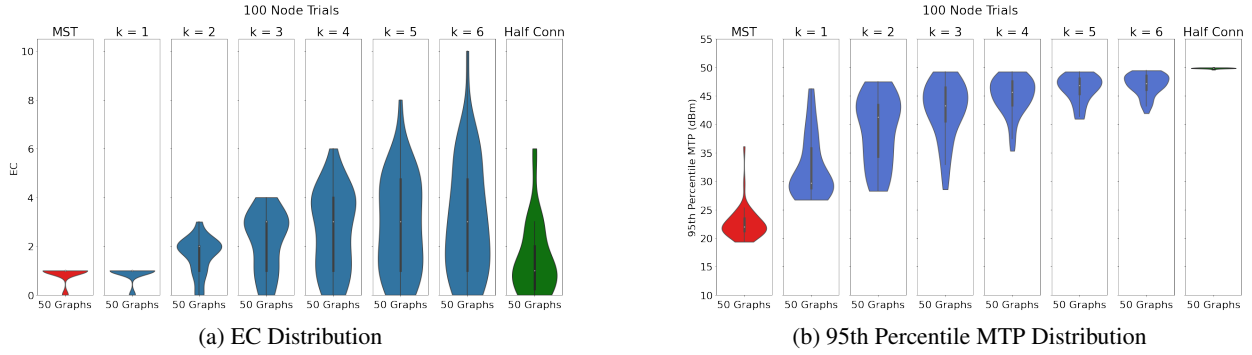 100 Node Trials
MST k = 1 k = 2 k = 3 k = 4 k = 5 k = 6 Half Conn
10
8
6
4
2
0
EC
50 Graphs 50 Graphs 50 Graphs 50 Graphs 50 Graphs 50 Graphs 50 Graphs 50 Graphs
(a) EC Distribution
100 Node Trials
MST k = 1 k = 2 k = 3 k = 4 k = 5 k = 6 Half Conn
55
50
45
40
35
30
25
20
15
10
95th Percentile MTP (dBm)
50 Graphs 50 Graphs 50 Graphs 50 Graphs 50 Graphs 50 Graphs 50 Graphs 50 Graphs
(b) 95th Percentile MTP Distribution